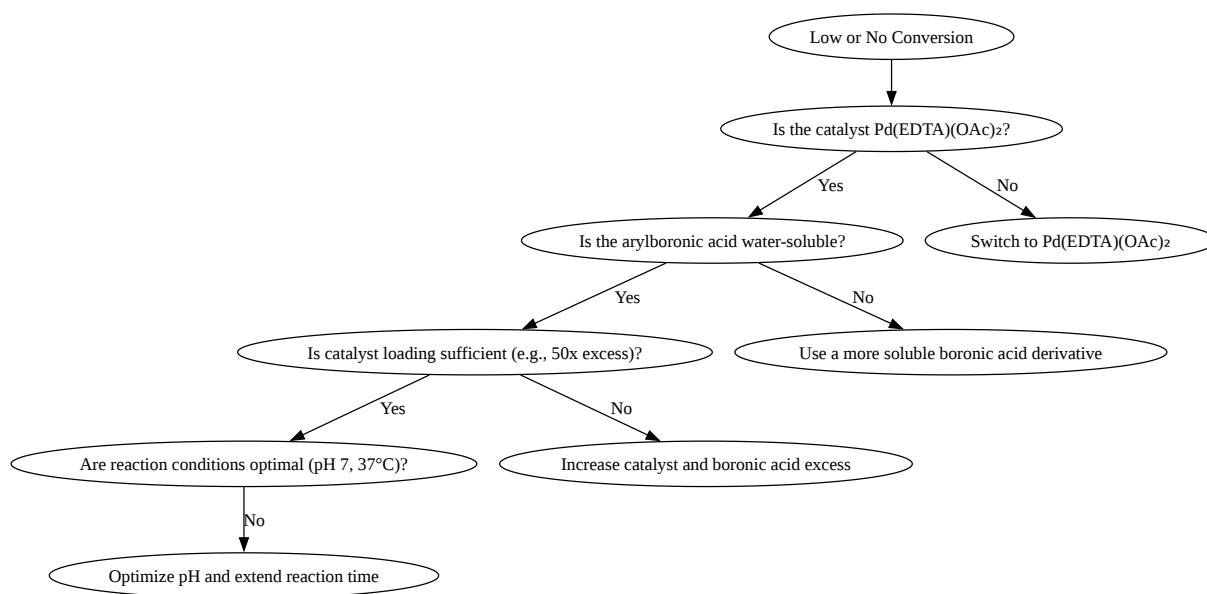 Low or No Conversion
Is the catalyst Pd(EDTA)(OAc)₂?
Yes
No
Is the arylboronic acid water-soluble?
Switch to Pd(EDTA)(OAc)₂
Yes
No
Is catalyst loading sufficient (e.g., 50x excess)?
Use a more soluble boronic acid derivative
Yes
No
Are reaction conditions optimal (pH 7, 37°C)?
Increase catalyst and boronic acid excess
No
Optimize pH and extend reaction time